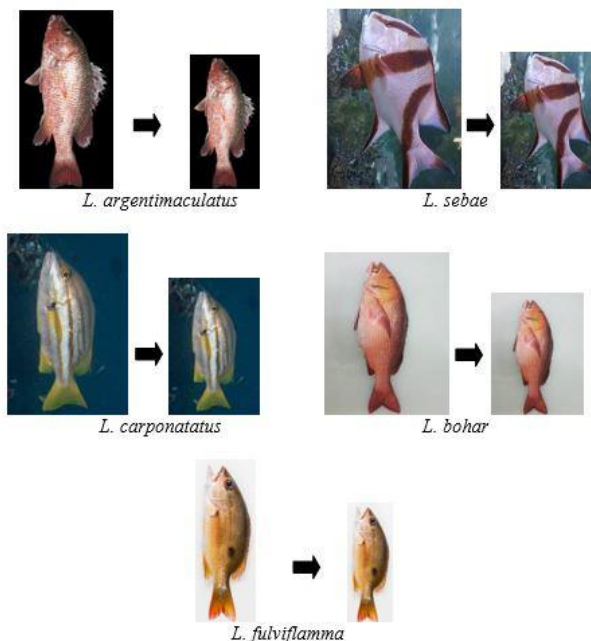 L. argentimaculatus
L. sebae
L. carponatatus
L. bohar
L. fulviflamma